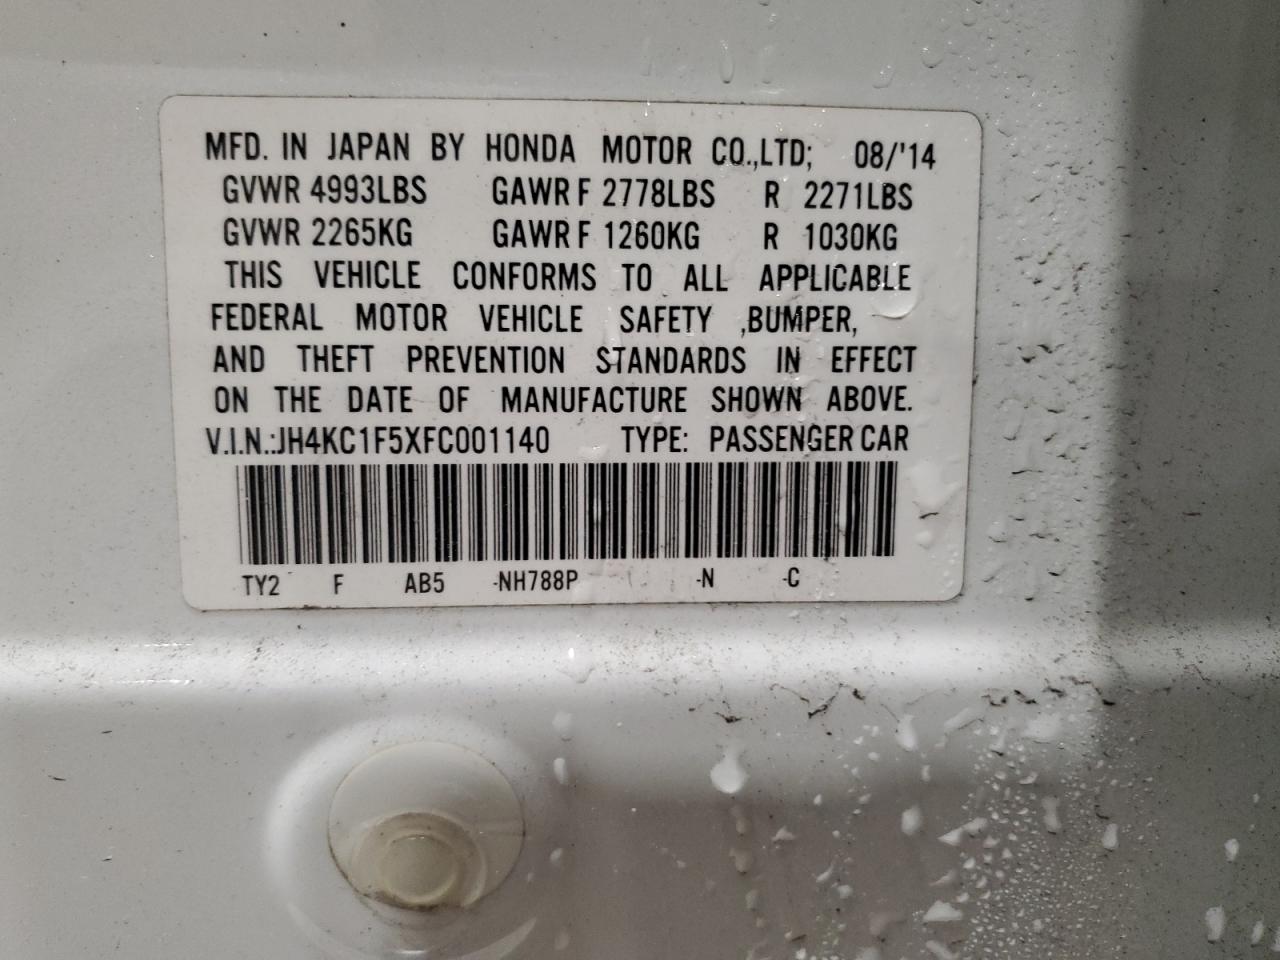 MFD. IN JAPAN BY HONDA MOTOR CO.,LTD; 08/'14
GVWR 4993LBS GAWR F 2778LBS R 2271LBS
GVWR 2265KG GAWR F 1260KG R 1030KG
THIS VEHICLE CONFORMS TO ALL APPLICABLE
FEDERAL MOTOR VEHICLE SAFETY ,BUMPER,
AND THEFT PREVENTION STANDARDS IN EFFECT
ON THE DATE OF MANUFACTURE SHOWN ABOVE.
V.I.N.:JH4KC1F5XFC001140 TYPE: PASSENGER CAR
TY2 F AB5 -NH788P -N -C